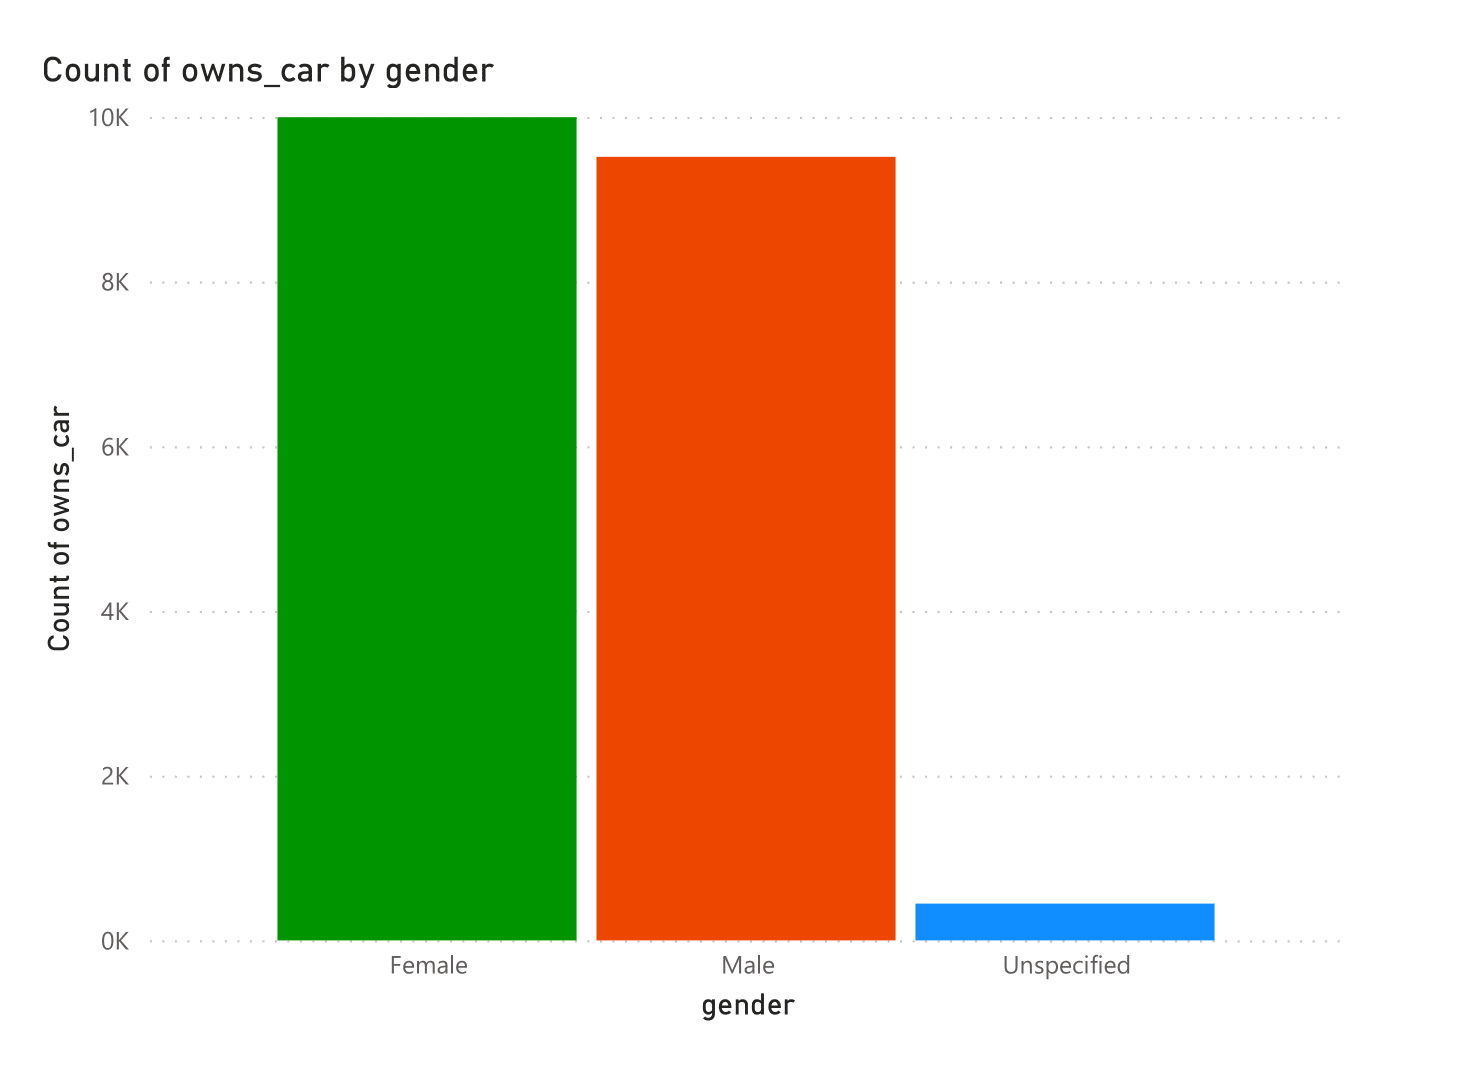 Count of owns_car by gender
10K
8K
6K
4K
2K
0K
Count of owns_car
Female
Male
Unspecified
gender